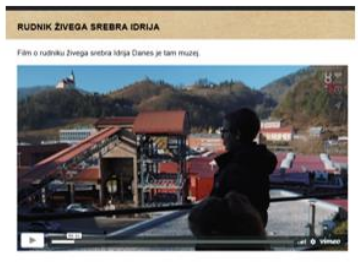 RUDNIK ŽIVEGA SREBRA IDRIJA
Film o rudniku živega srebra Idrija Danes je tam muzej.
vimeo